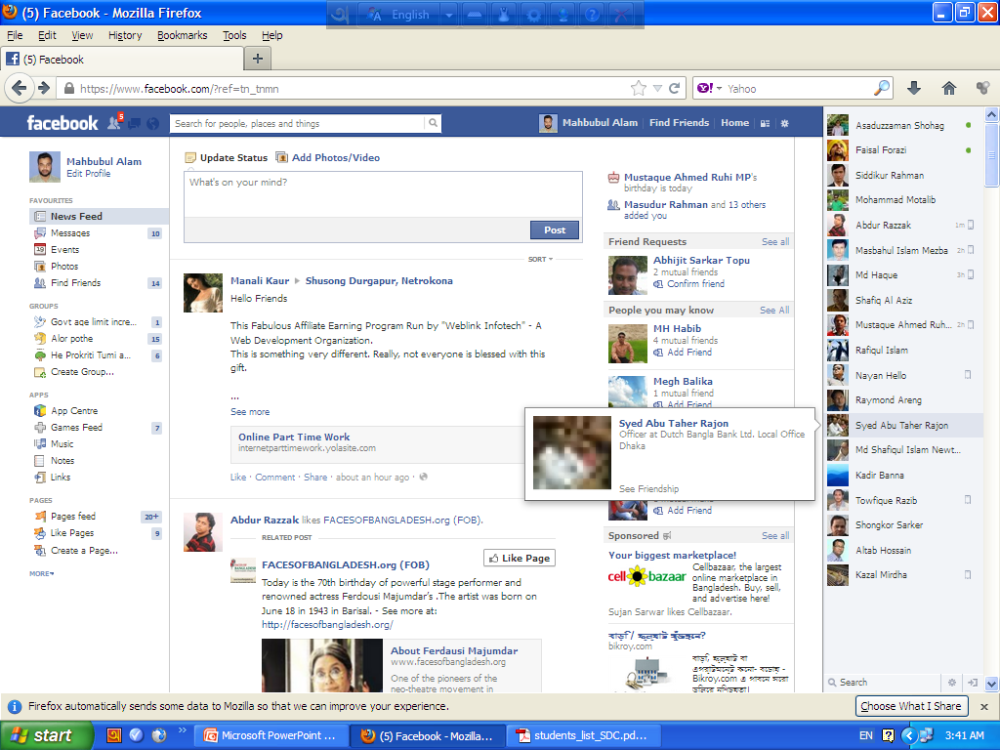 (5) Facebook - Mozilla Firefox
English
File Edit View History Bookmarks Tools Help
(5) Facebook
https://www.facebook.com/?ref=tn_tnmn
Yahoo
facebook
5
Search for people, places and things
Mahbubul Alam Find Friends Home
Mahbubul Alam
Edit Profile
FAVOURITES
News Feed
Messages 10
Events
Photos
Find Friends 14
GROUPS
Govt age limit incre... 1
Alor pothe 15
He Prokriti Tumi a... 6
Create Group...
APPS
App Centre
Games Feed 7
Music
Notes
Links
PAGES
Pages feed 20+
Like Pages 9
Create a Page...
MORE
Update Status Add Photos/Video
What's on your mind?
Post
SORT
Manali Kaur Shusong Durgapur, Netrokona
Hello Friends
This Fabulous Affiliate Earning Program Run by "Weblink Infotech" - A
Web Development Organization.
This is something very different. Really, not everyone is blessed with this
gift.
...
See more
Online Part Time Work
internetparttimework.yolasite.com
Like · Comment · Share · about an hour ago ·
Abdur Razzak likes FACESOFBANGLADESH.org (FOB).
RELATED POST
Like Page
FACESOFBANGLADESH.org (FOB)
Today is the 70th birthday of powerful stage performer and
renowned actress Ferdousi Majumdar's .The artist was born on
June 18 in 1943 in Barisal. - See more at:
http://facesofbangladesh.org/
About Ferdausi Majumdar
www.facesofbangladesh.org
One of the pioneers of the
neo-theatre movement in
Mustaque Ahmed Ruhi MP's
birthday is today
Masudur Rahman and 13 others
added you
Friend Requests See all
Abhijit Sarkar Topu
2 mutual friends
Confirm friend
People you may know See All
MH Habib
4 mutual friends
Add Friend
Megh Balika
1 mutual friend
Add Friend
Syed Abu Taher Rajon
Officer at Dutch Bangla Bank Ltd. Local Office
Dhaka
See Friendship
Add Friend
Sponsored See all
Your biggest marketplace!
cell bazaar
Cellbazaar, the largest
online marketplace in
Bangladesh. Buy, sell,
and advertise here!
Sujan Sarwar likes Cellbazaar.
bikroy.com
Bikroy.com
Asaduzzaman Shohag
Faisal Forazi
Siddikur Rahman
Mohammad Motalib
Abdur Razzak 1m
Masbahul Islam Mezba 2h
Md Haque 3h
Shafiq Al Aziz
Mustaque Ahmed Ruh... 2h
Rafiqul Islam
Nayan Hello
Raymond Areng
Syed Abu Taher Rajon
Md Shafiqul Islam Newt...
Kadir Banna
Towfique Razib
Shongkor Sarker
Altab Hossain
Kazal Mirdha
Search
Firefox automatically sends some data to Mozilla so that we can improve your experience.
Choose What I Share
start
Microsoft PowerPoint ...
(5) Facebook - Mozilla...
students_list_SDC.pd...
EN
3:41 AM